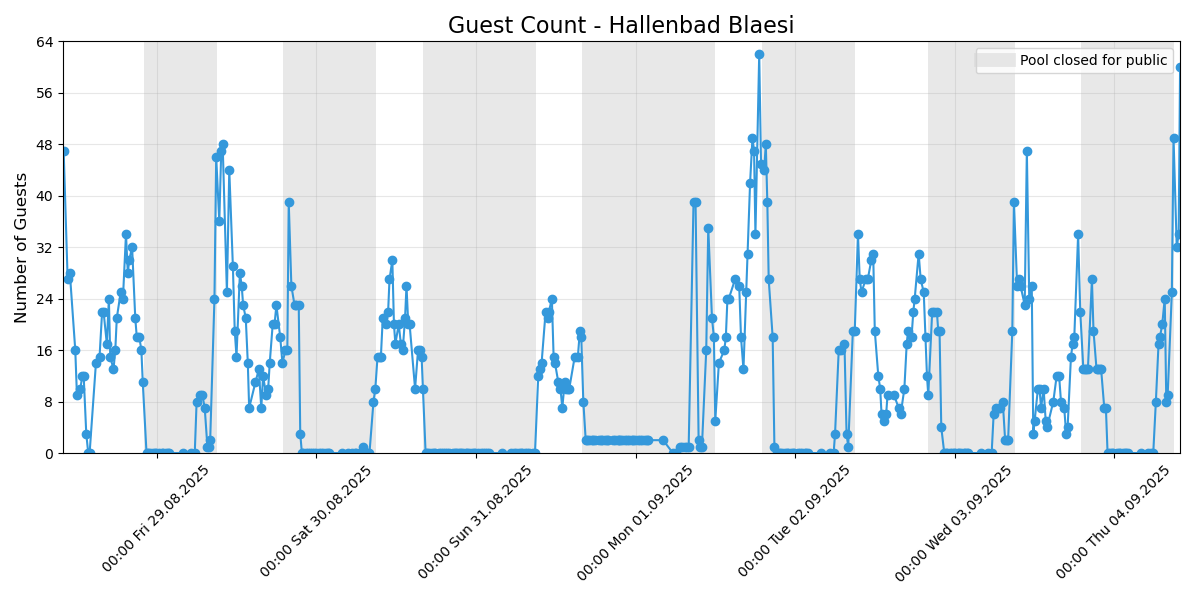 Guest Count - Hallenbad Blaesi
Pool closed for public
Number of Guests
64
56
48
40
32
24
16
8
0
00:00 Fri 29.08.2025
00:00 Sat 30.08.2025
00:00 Sun 31.08.2025
00:00 Mon 01.09.2025
00:00 Tue 02.09.2025
00:00 Wed 03.09.2025
00:00 Thu 04.09.2025